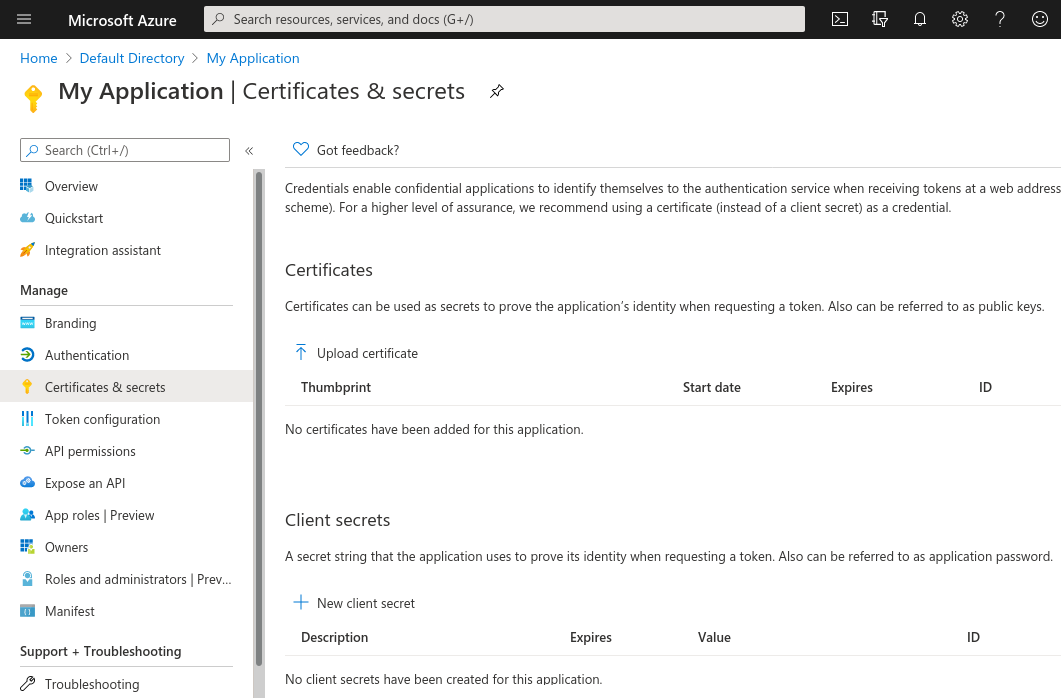 Microsoft Azure
Search resources, services, and docs (G+/)
Home > Default Directory > My Application
My Application | Certificates & secrets
Search (Ctrl+/)
«
Overview
Quickstart
Integration assistant
Manage
Branding
Authentication
Certificates & secrets
Token configuration
API permissions
Expose an API
App roles | Preview
Owners
Roles and administrators | Prev...
Manifest
Support + Troubleshooting
Troubleshooting
Got feedback?
Credentials enable confidential applications to identify themselves to the authentication service when receiving tokens at a web address
scheme). For a higher level of assurance, we recommend using a certificate (instead of a client secret) as a credential.
Certificates
Certificates can be used as secrets to prove the application’s identity when requesting a token. Also can be referred to as public keys.
Upload certificate
Thumbprint Start date Expires ID
No certificates have been added for this application.
Client secrets
A secret string that the application uses to prove its identity when requesting a token. Also can be referred to as application password.
New client secret
Description Expires Value ID
No client secrets have been created for this application.